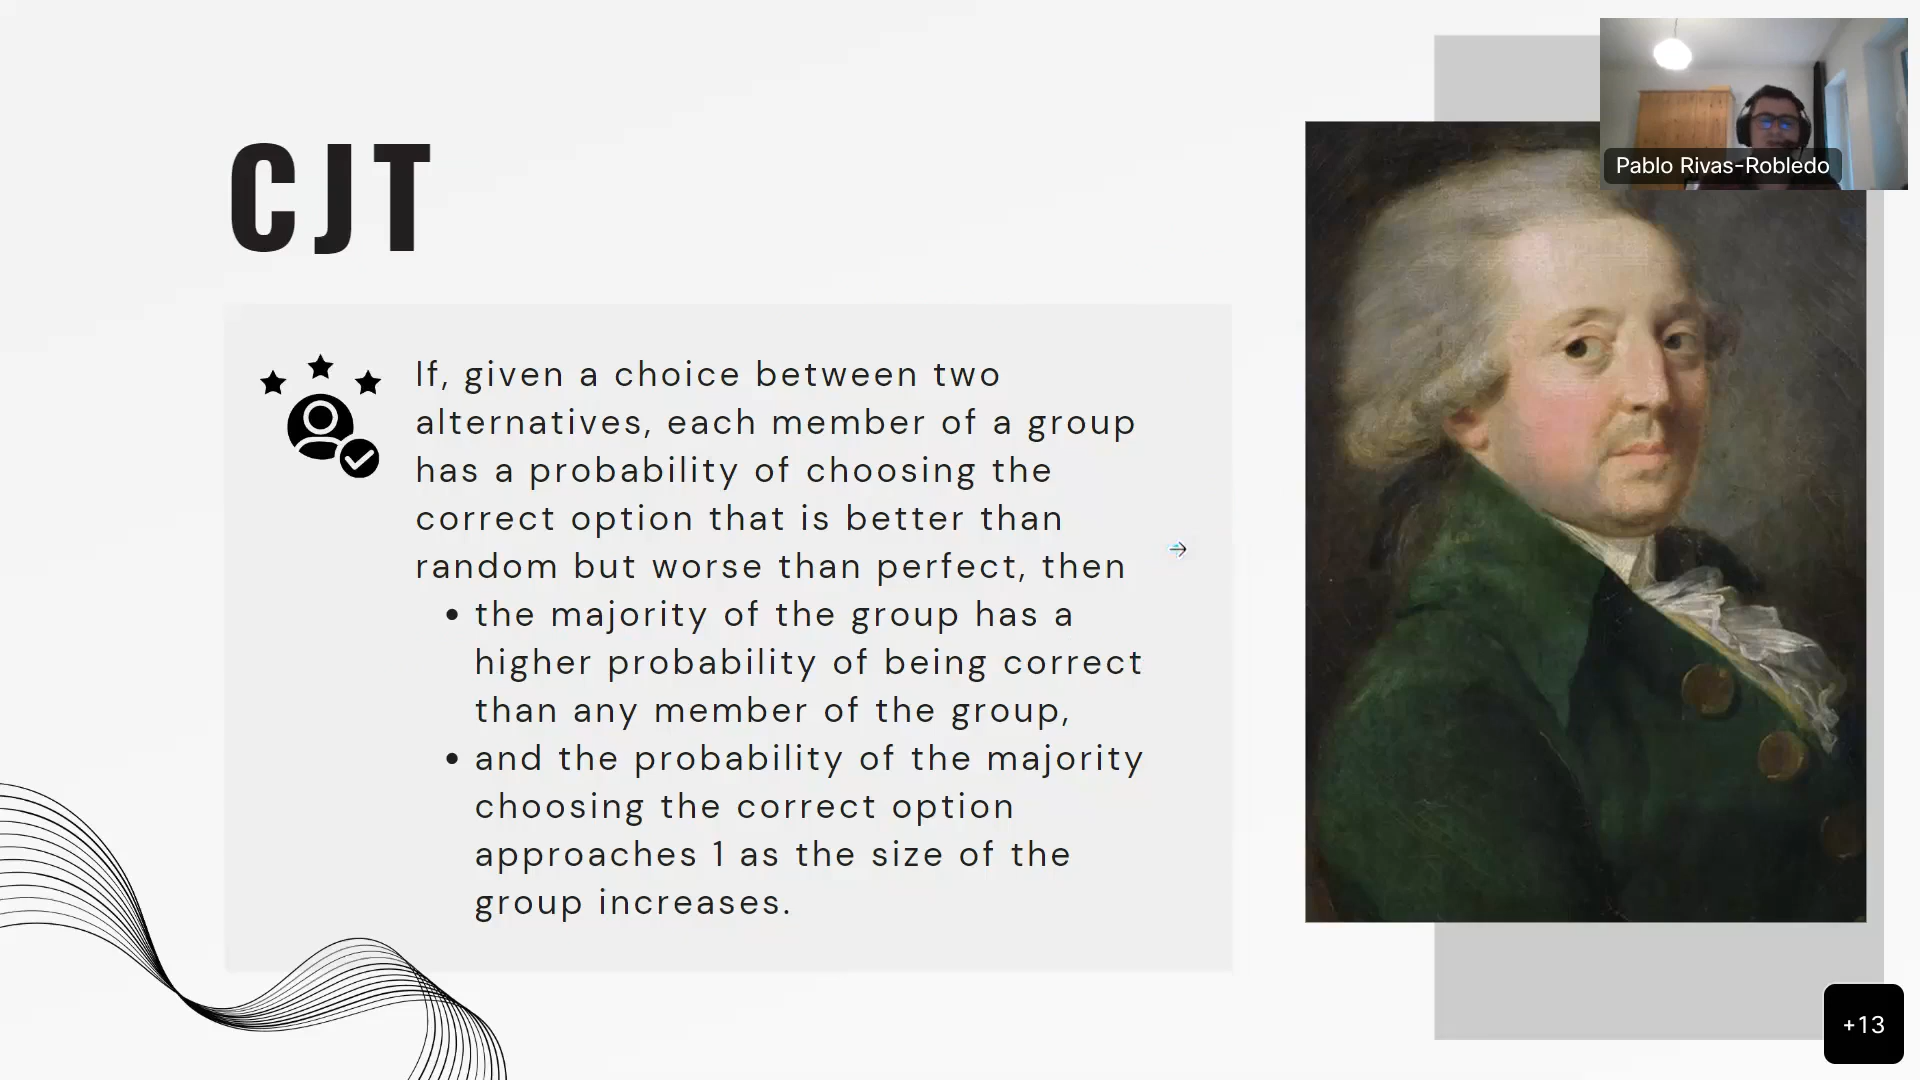 CJT
If, given a choice between two
alternatives, each member of a group
has a probability of choosing the
correct option that is better than
random but worse than perfect, then
• the majority of the group has a
higher probability of being correct
than any member of the group,
• and the probability of the majority
choosing the correct option
approaches 1 as the size of the
group increases.
Pablo Rivas-Robledo
+13